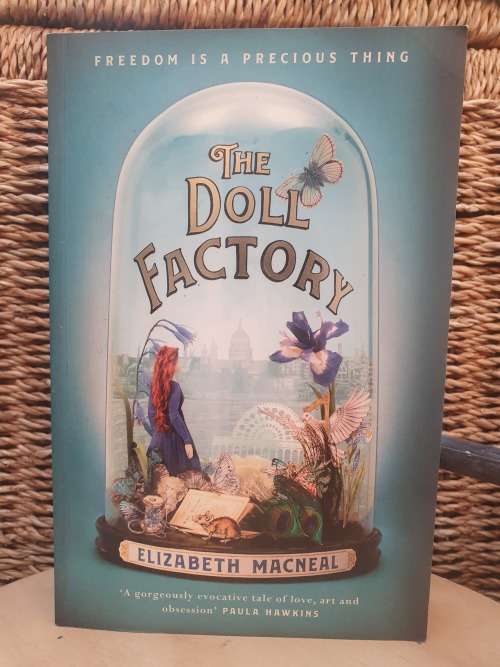 FREEDOM IS A PRECIOUS THING
THE
DOLL
FACTORY
ELIZABETH MACNEAL
'A gorgeously evocative tale of love, art and
obsession' PAULA HAWKINS